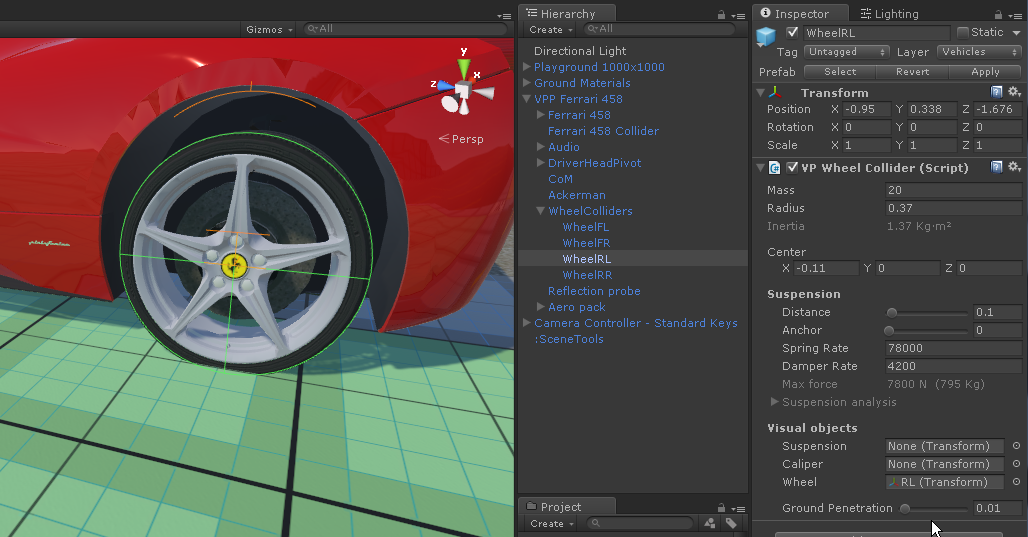 Gizmos
All
y
x
z
Persp
Hierarchy
Create
All
Directional Light
Playground 1000x1000
Ground Materials
VPP Ferrari 458
Ferrari 458
Ferrari 458 Collider
Audio
DriverHeadPivot
CoM
Ackerman
WheelColliders
WheelFL
WheelFR
WheelRL
WheelRR
Reflection probe
Aero pack
Camera Controller - Standard Keys
:SceneTools
Project
Create
Inspector
Lighting
WheelRL
Static
Tag Untagged Layer Vehicles
Prefab Select Revert Apply
Transform
Position X -0.95 Y 0.338 Z -1.676
Rotation X 0 Y 0 Z 0
Scale X 1 Y 1 Z 1
VP Wheel Collider (Script)
Mass 20
Radius 0.37
Inertia 1.37 Kg·m²
Center
X -0.11 Y 0 Z 0
Suspension
Distance 0.1
Anchor 0
Spring Rate 78000
Damper Rate 4200
Max force 7800 N (795 Kg)
Suspension analysis
Visual objects
Suspension None (Transform)
Caliper None (Transform)
Wheel RL (Transform)
Ground Penetration 0.01